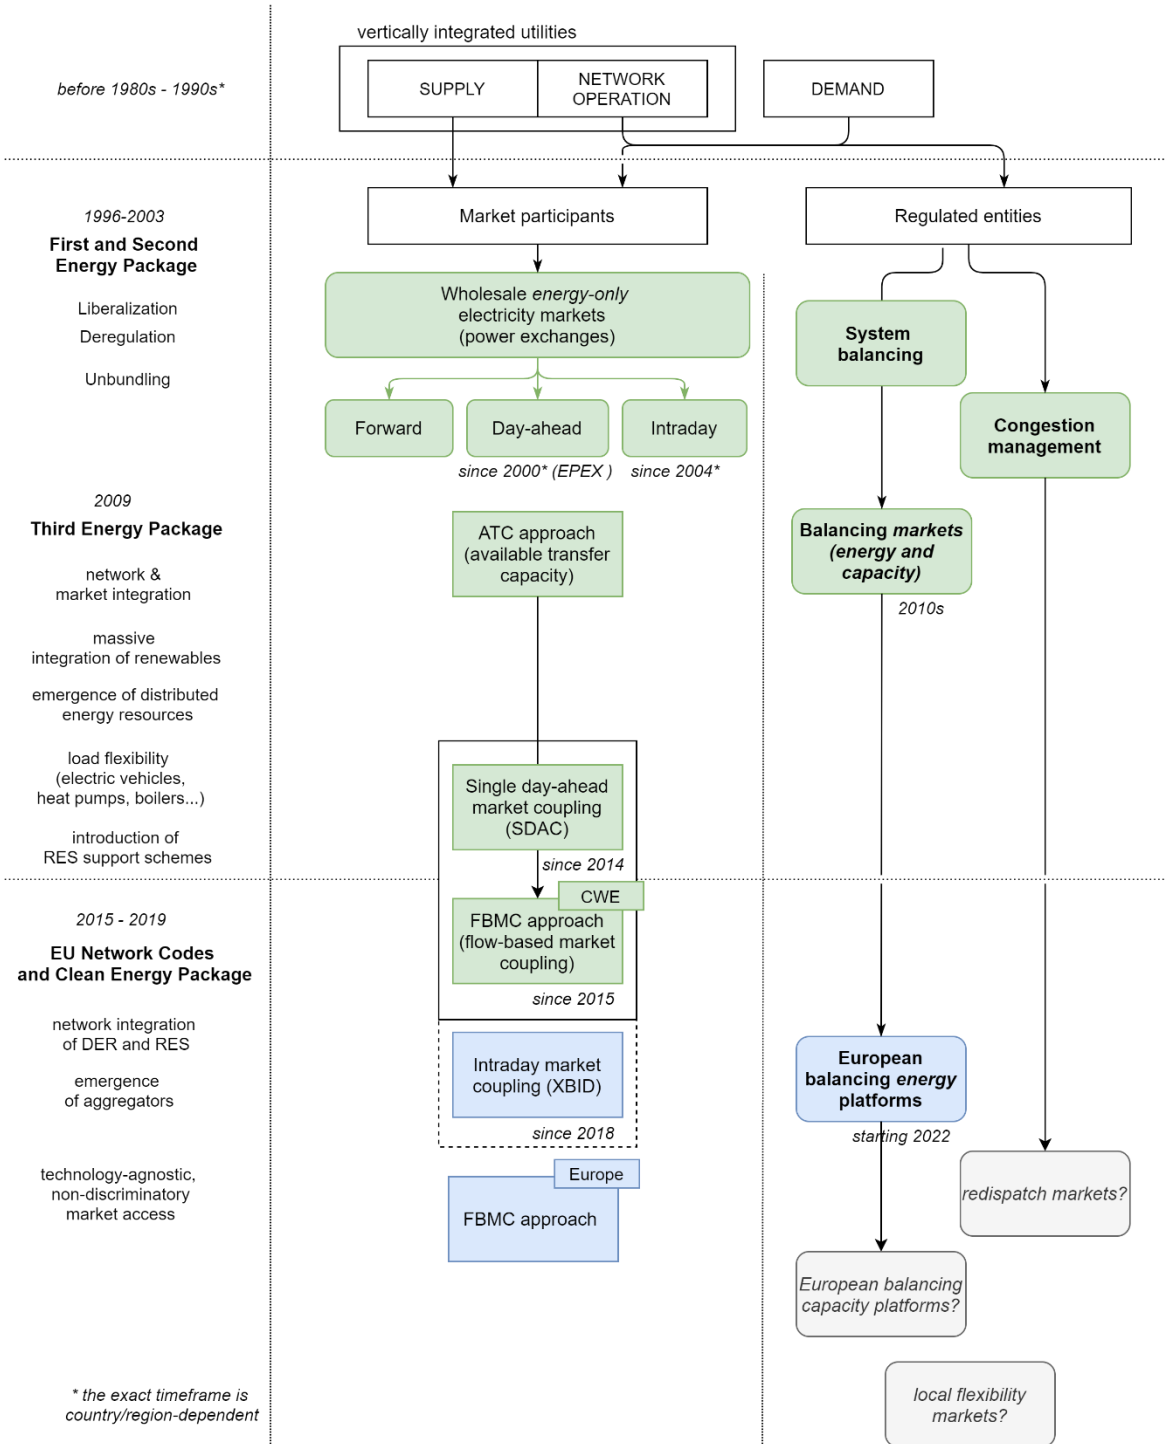 vertically integrated utilities
before 1980s - 1990s*
SUPPLY
NETWORK
OPERATION
DEMAND
1996-2003
First and Second
Energy Package
Liberalization
Deregulation
Unbundling
Market participants
Regulated entities
Wholesale energy-only
electricity markets
(power exchanges)
System
balancing
Forward
Day-ahead
Intraday
since 2000* (EPEX )
since 2004*
Congestion
management
2009
Third Energy Package
network &
market integration
massive
integration of renewables
emergence of distributed
energy resources
load flexibility
(electric vehicles,
heat pumps, boilers...)
introduction of
RES support schemes
ATC approach
(available transfer
capacity)
Balancing markets
(energy and
capacity)
2010s
Single day-ahead
market coupling
(SDAC)
since 2014
2015 - 2019
EU Network Codes
and Clean Energy Package
network integration
of DER and RES
emergence
of aggregators
technology-agnostic,
non-discriminatory
market access
CWE
FBMC approach
(flow-based market
coupling)
since 2015
Intraday market
coupling (XBID)
since 2018
Europe
FBMC approach
European
balancing energy
platforms
starting 2022
redispatch markets?
European balancing
capacity platforms?
local flexibility
markets?
* the exact timeframe is
country/region-dependent